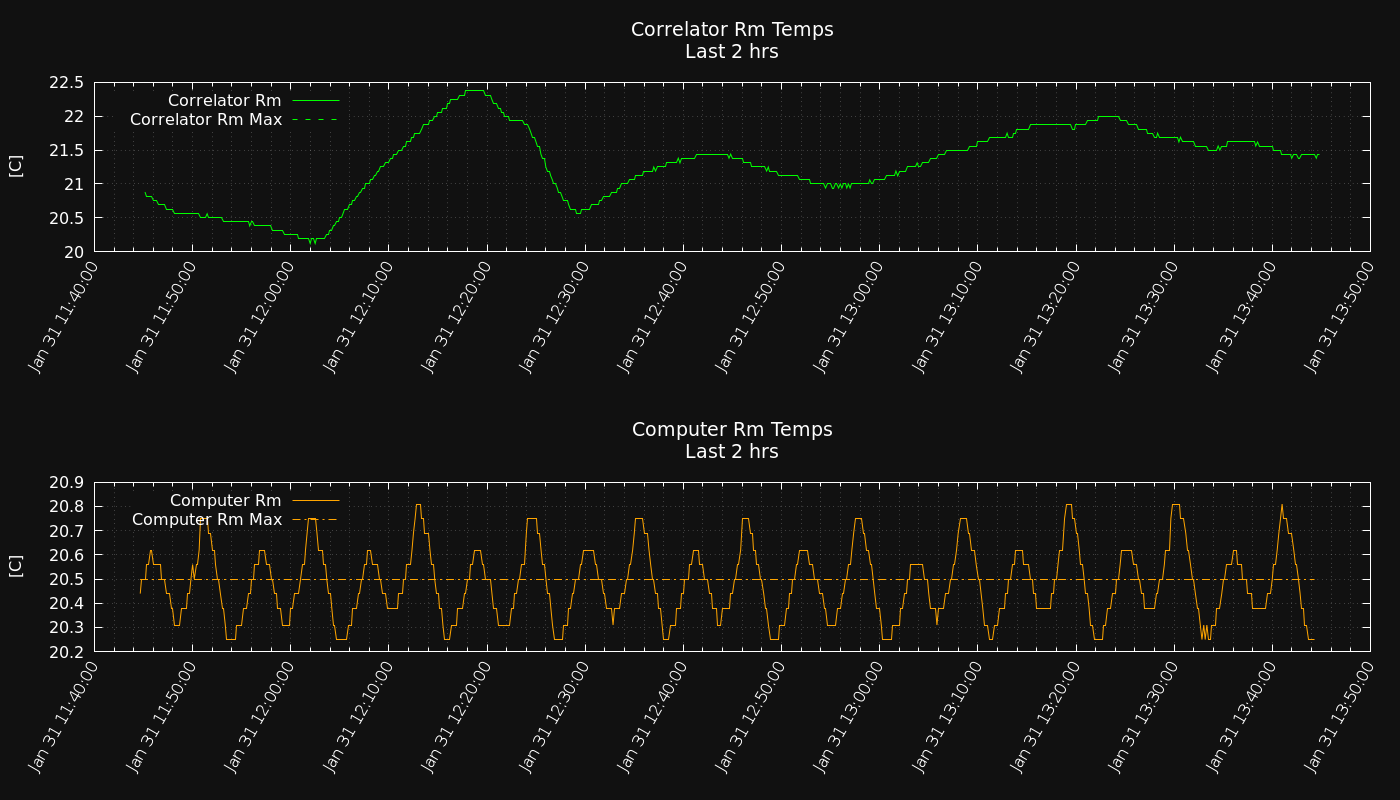 Correlator Rm Temps
Last 2 hrs
22.5
22
21.5
21
20.5
20
[C]
Correlator Rm
Correlator Rm Max
Jan 31 11:40:00
Jan 31 11:50:00
Jan 31 12:00:00
Jan 31 12:10:00
Jan 31 12:20:00
Jan 31 12:30:00
Jan 31 12:40:00
Jan 31 12:50:00
Jan 31 13:00:00
Jan 31 13:10:00
Jan 31 13:20:00
Jan 31 13:30:00
Jan 31 13:40:00
Jan 31 13:50:00
Computer Rm Temps
Last 2 hrs
20.9
20.8
20.7
20.6
20.5
20.4
20.3
20.2
[C]
Computer Rm
Computer Rm Max
Jan 31 11:40:00
Jan 31 11:50:00
Jan 31 12:00:00
Jan 31 12:10:00
Jan 31 12:20:00
Jan 31 12:30:00
Jan 31 12:40:00
Jan 31 12:50:00
Jan 31 13:00:00
Jan 31 13:10:00
Jan 31 13:20:00
Jan 31 13:30:00
Jan 31 13:40:00
Jan 31 13:50:00